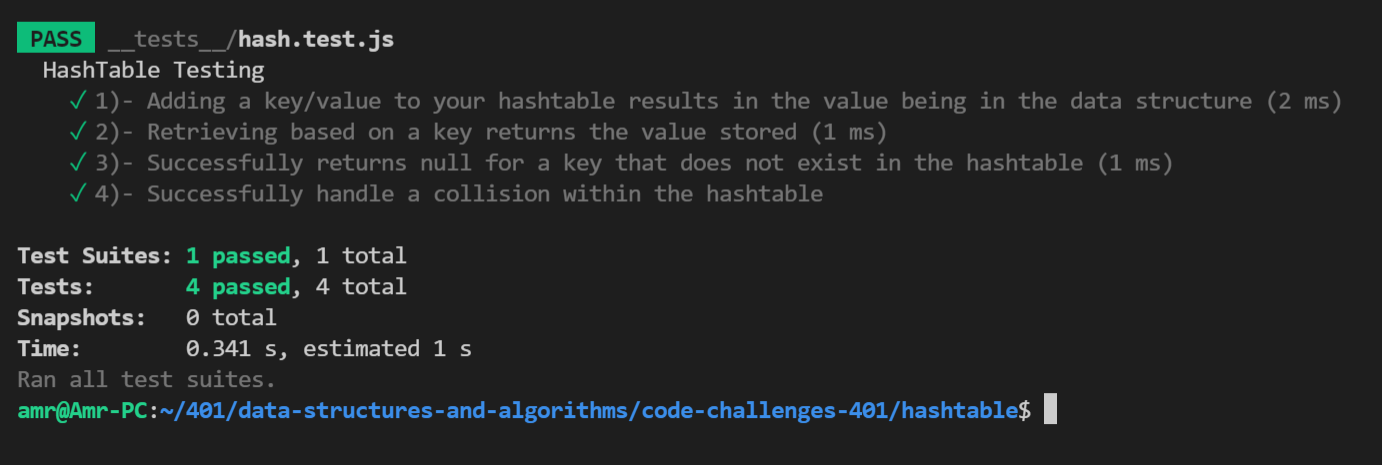 PASS __tests__/hash.test.js
HashTable Testing
✓ 1)- Adding a key/value to your hashtable results in the value being in the data structure (2 ms)
✓ 2)- Retrieving based on a key returns the value stored (1 ms)
✓ 3)- Successfully returns null for a key that does not exist in the hashtable (1 ms)
✓ 4)- Successfully handle a collision within the hashtable
Test Suites: 1 passed, 1 total
Tests: 4 passed, 4 total
Snapshots: 0 total
Time: 0.341 s, estimated 1 s
Ran all test suites.
amr@Amr-PC:~/401/data-structures-and-algorithms/code-challenges-401/hashtable$